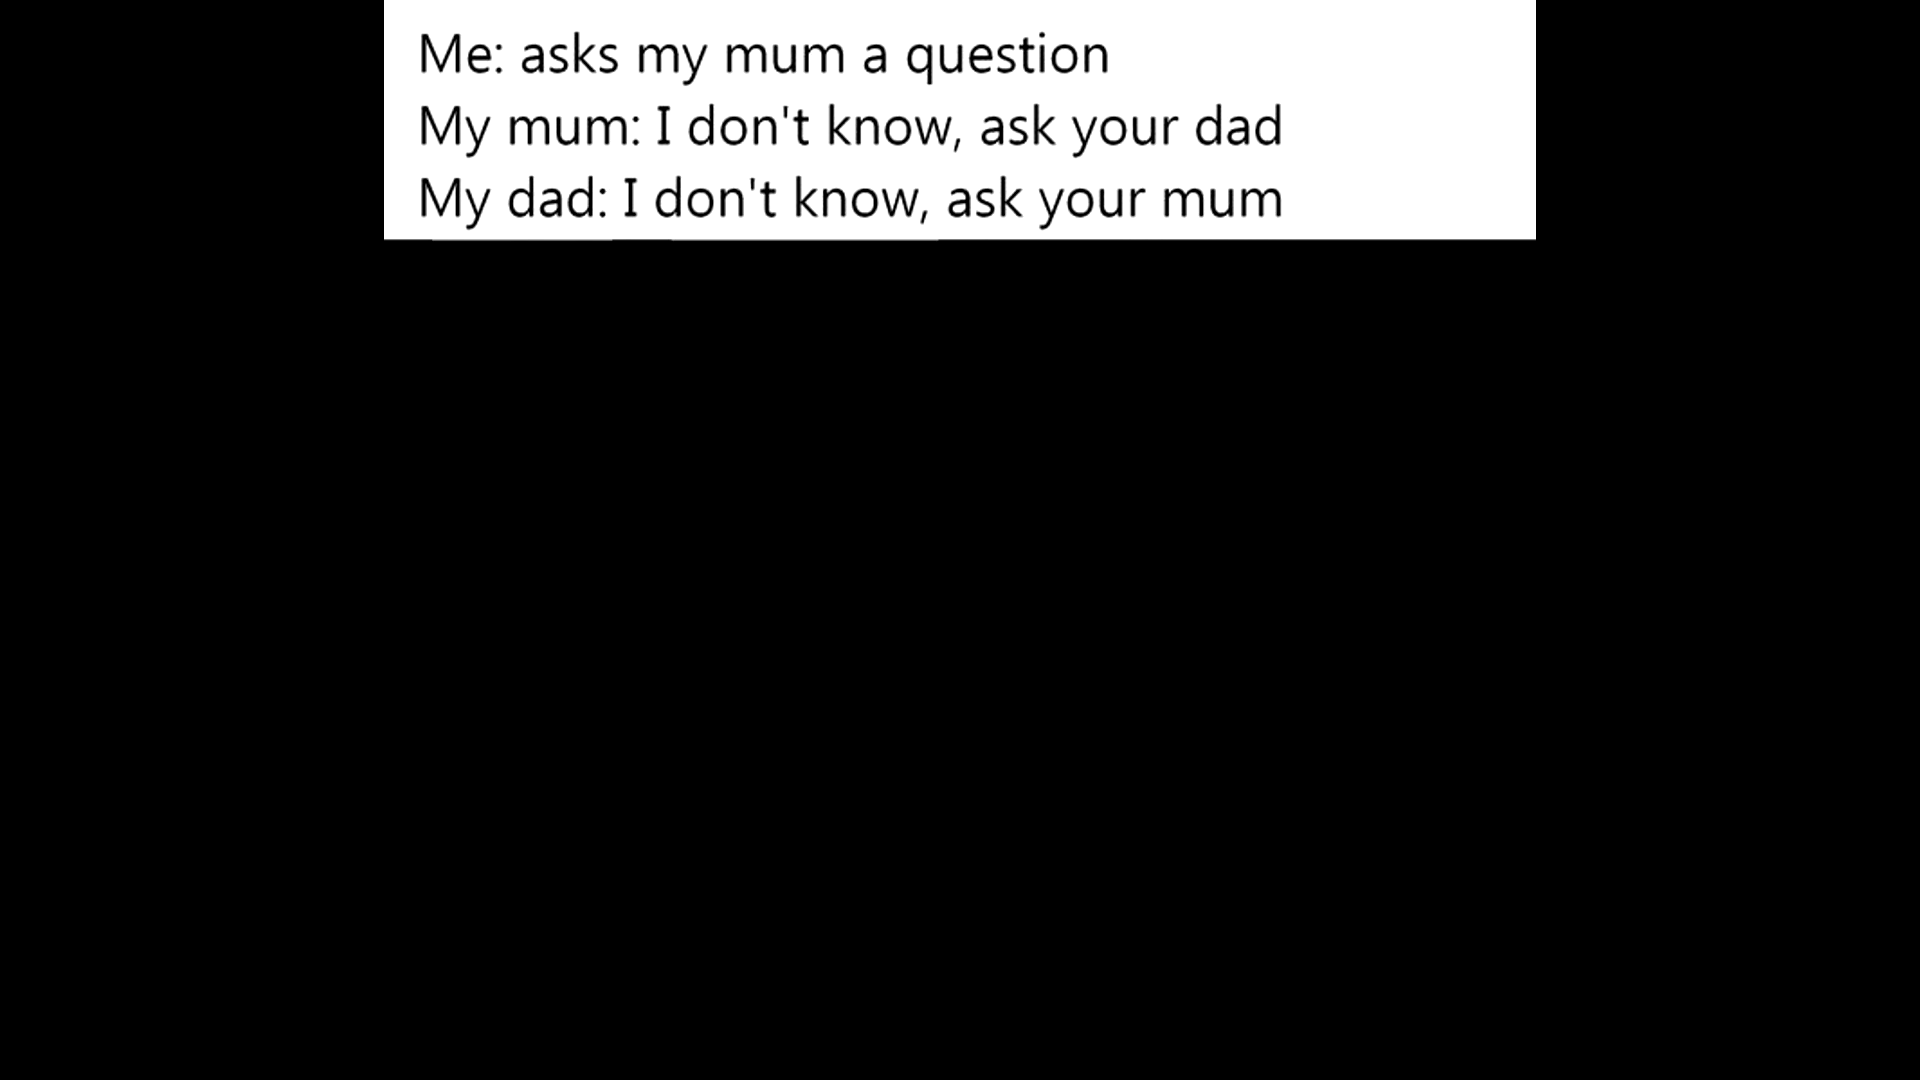 Me: asks my mum a question
My mum: I don't know, ask your dad
My dad: I don't know, ask your mum